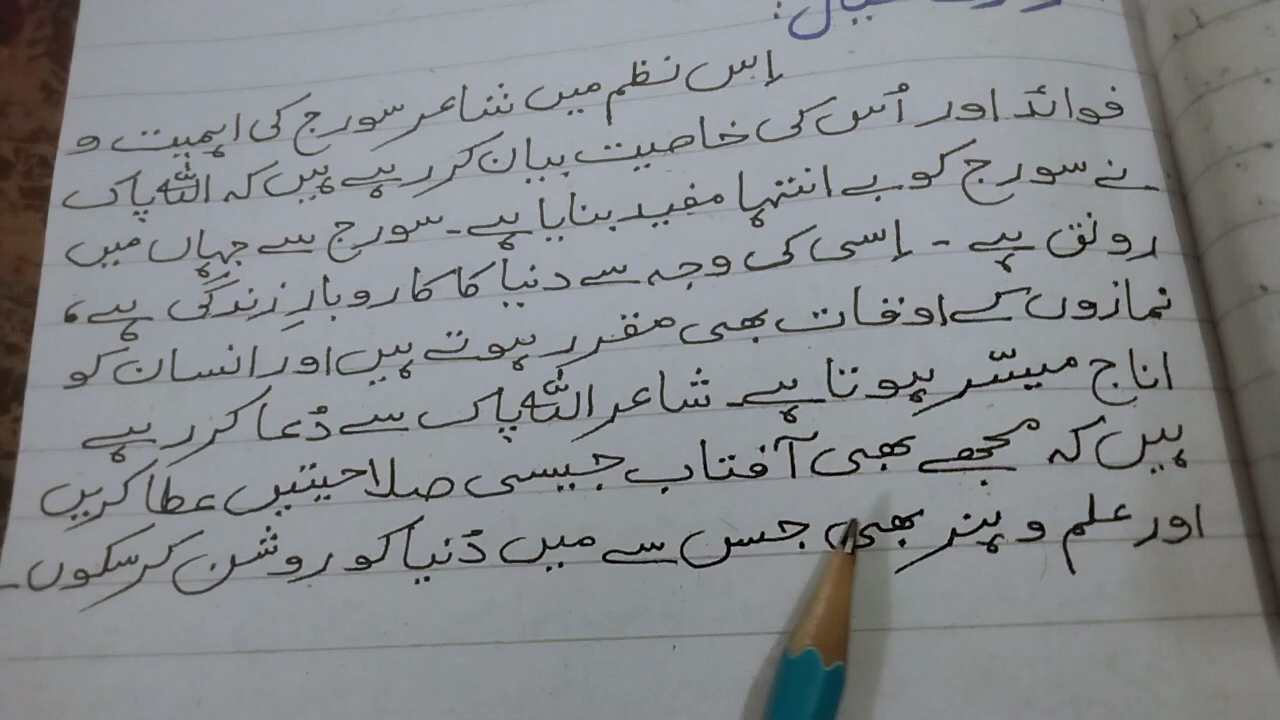 خیال:
اِس نظم میں شاعر سورج کی اہمیت و
فوائد اور اُس کی خاصیت بیان کر رہے ہیں کہ اللّٰہ پاک
نے سورج کو بے انتہا مفید بنایا ہے۔ سورج سے جہاں میں
رونق ہے ۔ اِسی کی وجہ سے دنیا کا کاروبارِ زندگی ہے،
نمازوں کے اوقات بھی مقرر ہوتے ہیں اور انسان کو
اناج میسّر ہوتا ہے۔ شاعر اللّٰہ پاک سے دُعا کر رہے
ہیں کہ مجھے بھی آفتاب جیسی صلاحیتیں عطا کریں
اور علم و ہنر بھی جس سے میں دُنیا کو روشن کر سکوں۔